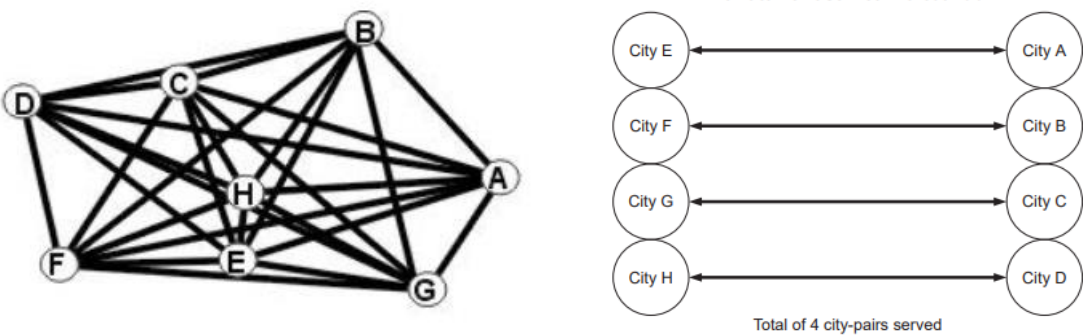 B
C
D
H
A
F
E
G
City E
City A
City F
City B
City G
City C
City H
City D
Total of 4 city-pairs served